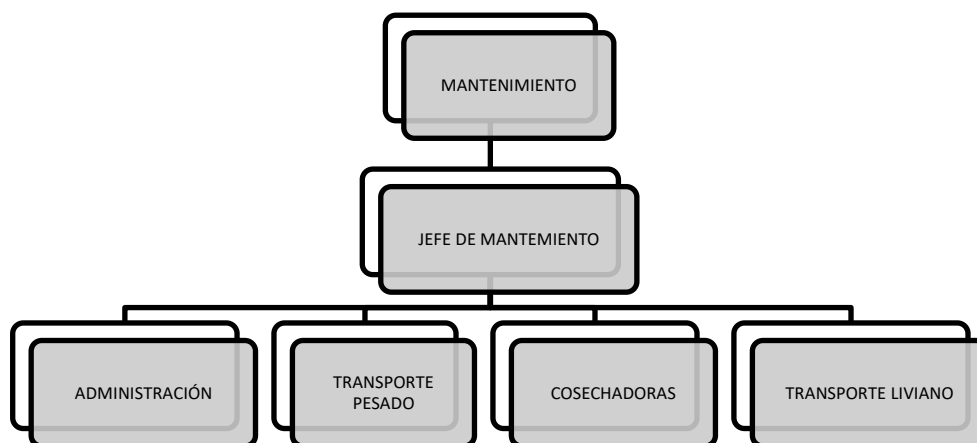 MANTENIMIENTO
JEFE DE MANTEMIENTO
ADMINISTRACIÓN
TRANSPORTE
PESADO
COSECHADORAS
TRANSPORTE LIVIANO